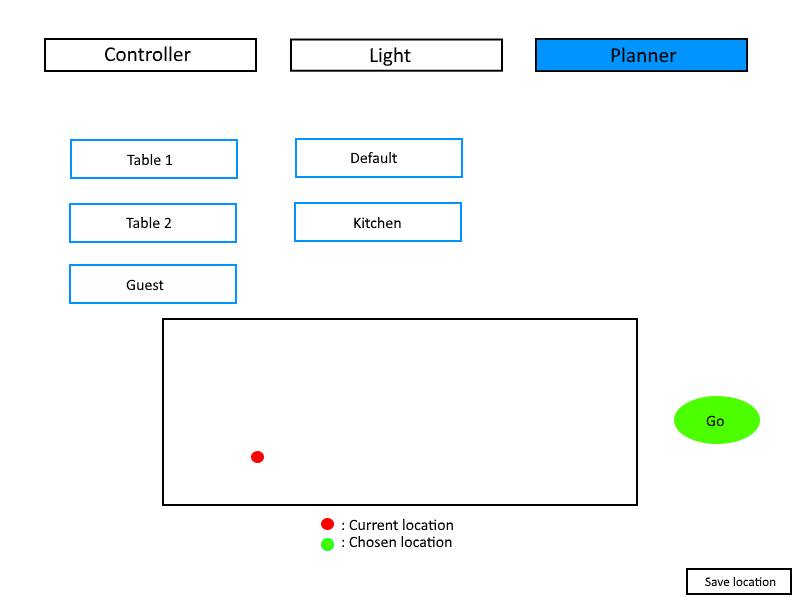 Controller
Light
Planner
Table 1
Default
Table 2
Kitchen
Guest
Go
: Current location
: Chosen location
Save location